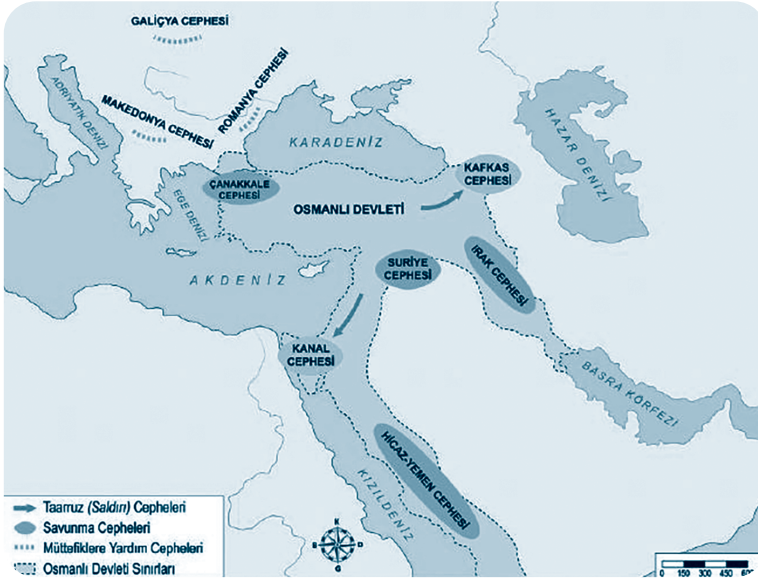 GALİÇYA CEPHESİ
ROMANYA CEPHESİ
MAKEDONYA CEPHESİ
ADRİYATİK DENİZİ
KARADENİZ
HAZAR DENİZİ
KAFKAS
CEPHESİ
ÇANAKKALE
CEPHESİ
EGE DENİZİ
OSMANLI DEVLETİ
SURİYE
CEPHESİ
IRAK CEPHESİ
AKDENİZ
KANAL
CEPHESİ
BASRA KÖRFEZİ
HİCAZ-YEMEN CEPHESİ
KIZILDENİZ
Taarruz (Saldırı) Cepheleri
Savunma Cepheleri
Müttefiklere Yardım Cepheleri
Osmanlı Devleti Sınırları
K
B D
G
0 150 300 450 600